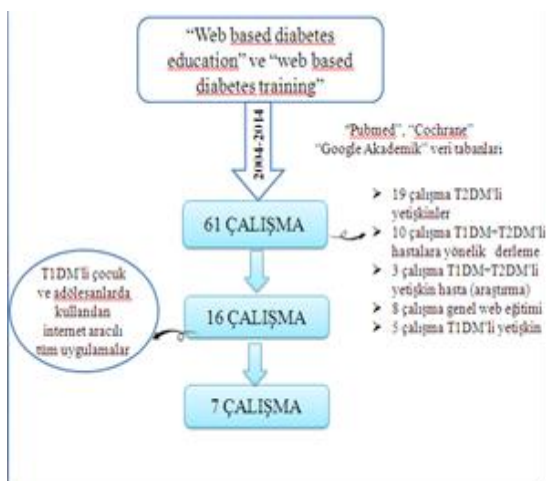 “Web based diabetes
education” ve “web based
diabetes training”
2004-2014
“Pubmed”, “Cochrane”
“Google Akademik” veri tabanları
61 ÇALIŞMA
➤ 19 çalışma T2DM'li
yetişkinler
➤ 10 çalışma T1DM+T2DM'li
hastalara yönelik derleme
➤ 3 çalışma T1DM+T2DM'li
yetişkin hasta (araştırma)
➤ 8 çalışma genel web eğitimi
➤ 5 çalışma T1DM'li yetişkin
T1DM'li çocuk
ve adölesanlarda
kullandan
internet aracılı
tüm uygulamalar
16 ÇALIŞMA
7 ÇALIŞMA